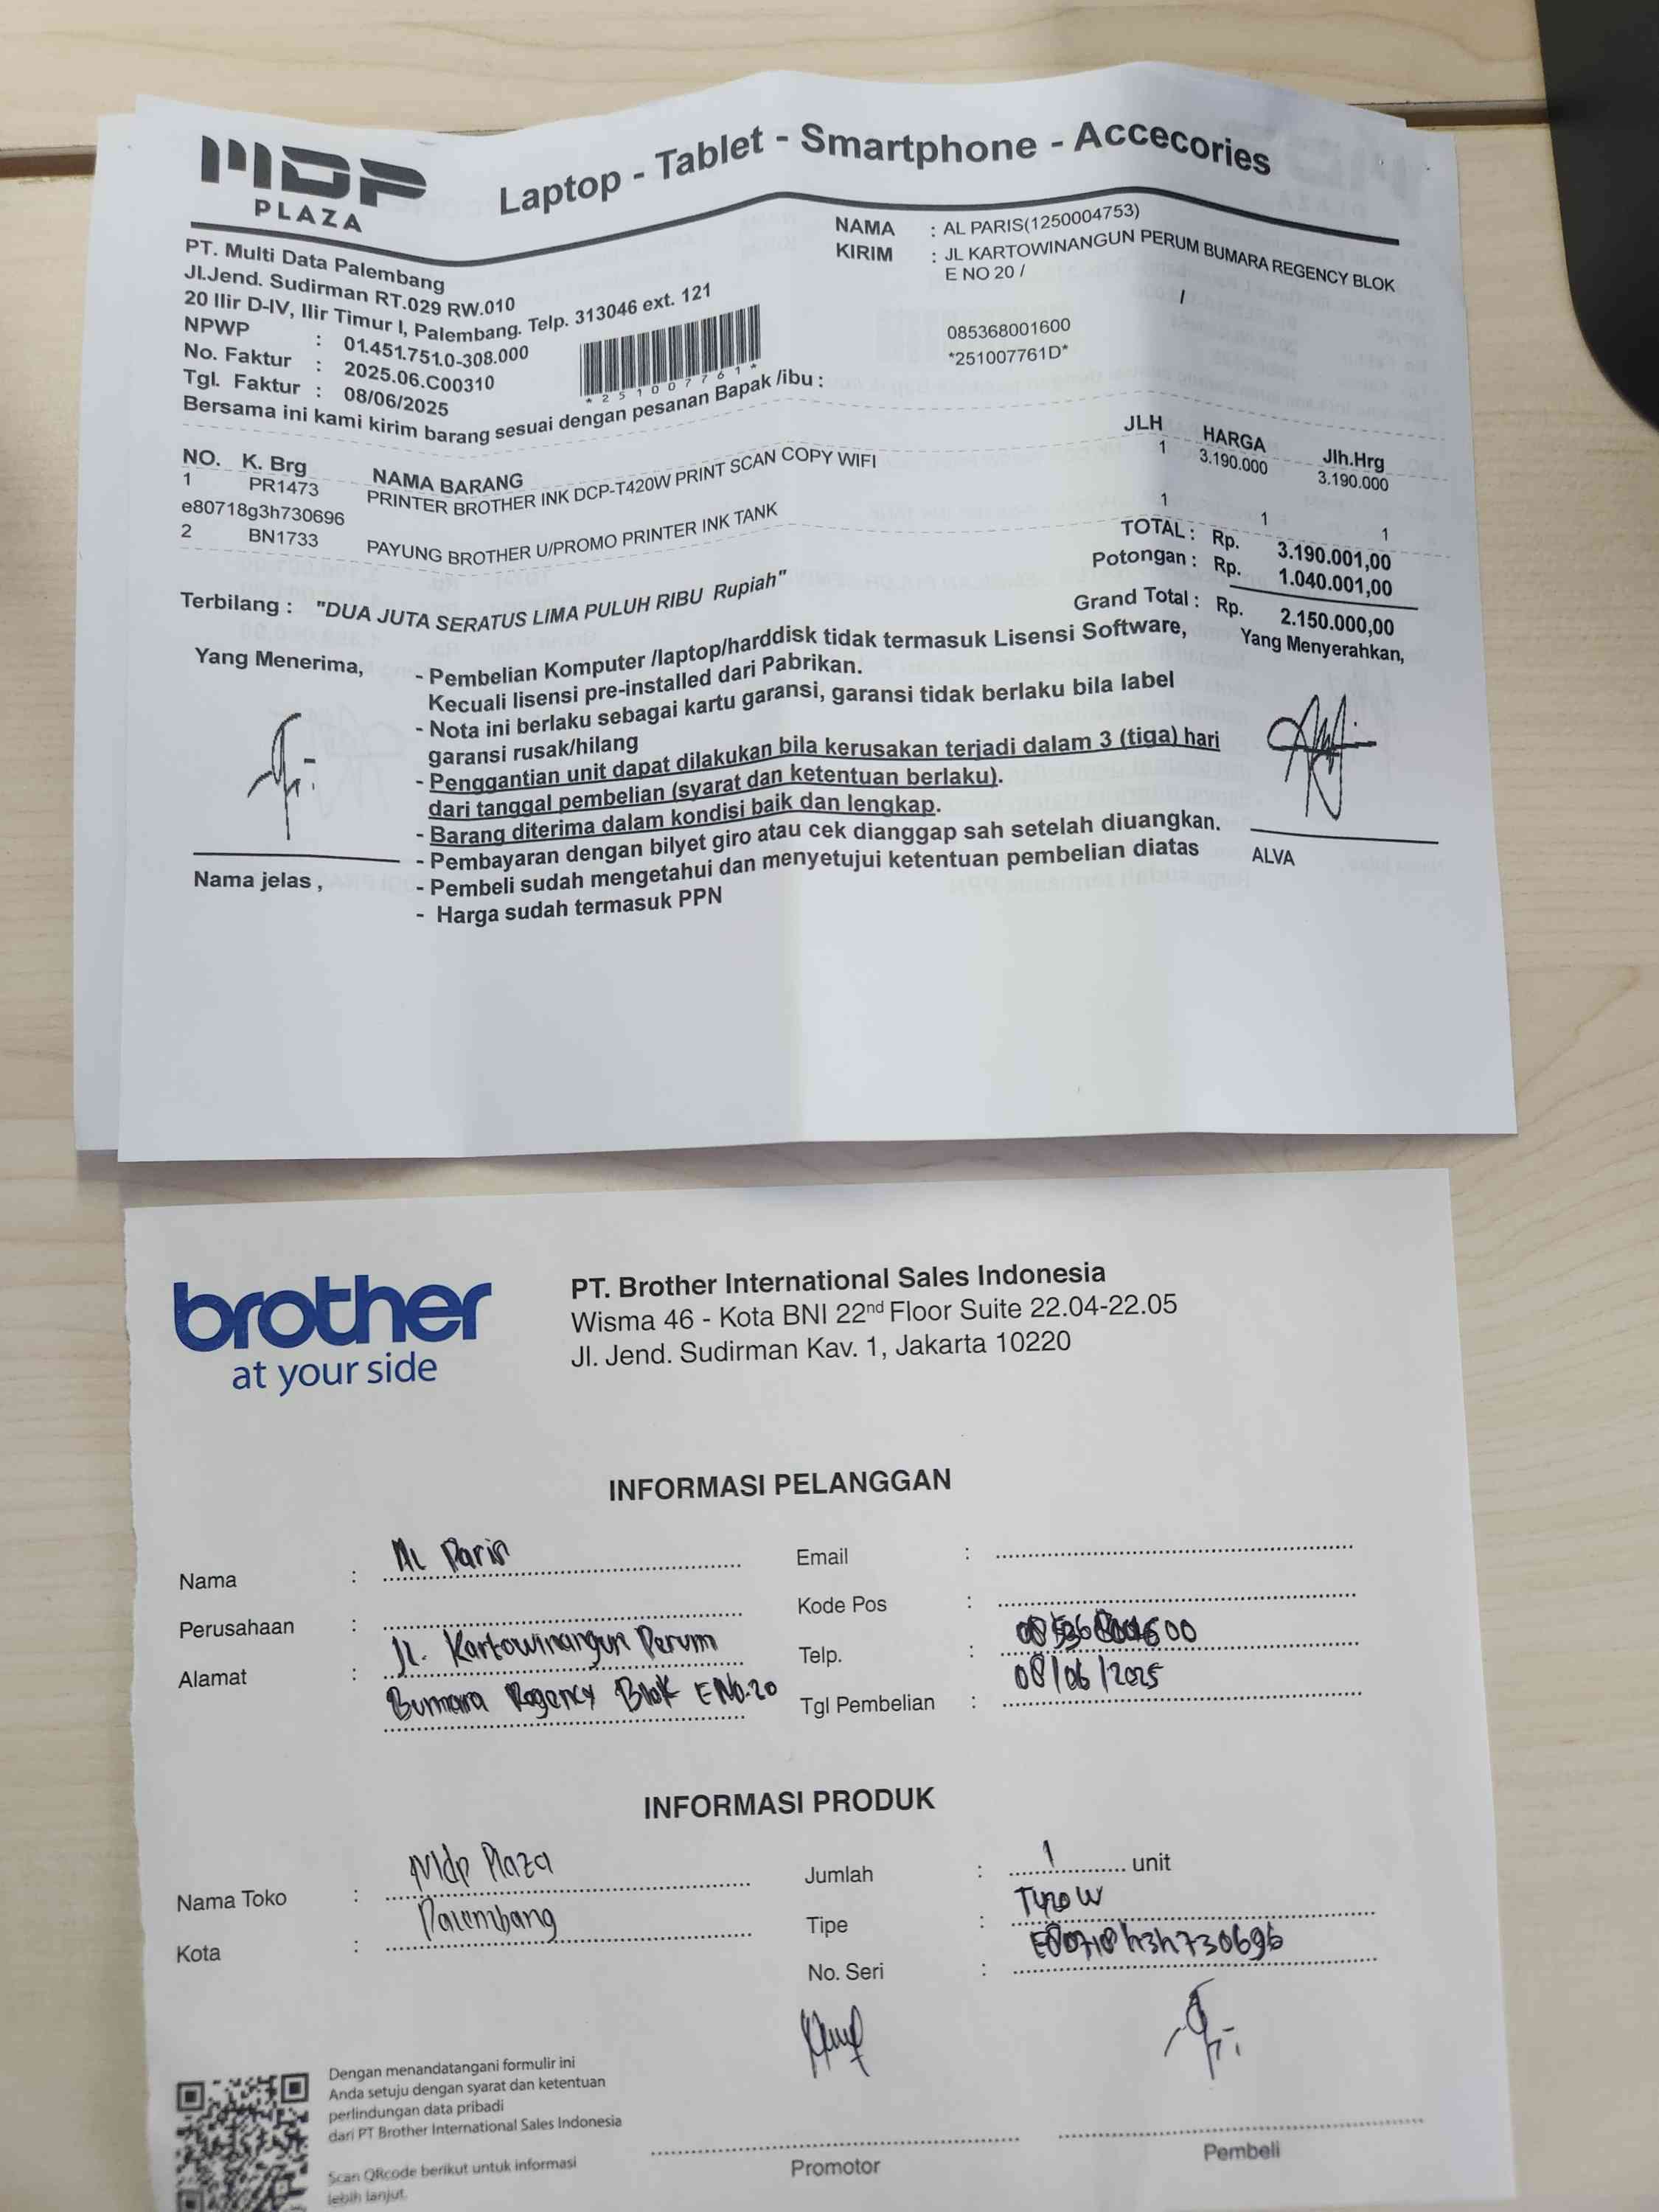 MDP
PLAZA
Laptop - Tablet - Smartphone - Accecories
PT. Multi Data Palembang
Jl.Jend. Sudirman RT.029 RW.010
20 Ilir D-IV, Ilir Timur I, Palembang. Telp. 313046 ext. 121
NPWP : 01.451.751.0-308.000
No. Faktur : 2025.06.C00310
Tgl. Faktur : 08/06/2025
*251007761*
NAMA : AL PARIS(1250004753)
KIRIM : JL KARTOWINANGUN PERUM BUMARA REGENCY BLOK
E NO 20 /
/
085368001600
*251007761D*
Bersama ini kami kirim barang sesuai dengan pesanan Bapak /ibu :
NO. K. Brg NAMA BARANG JLH HARGA Jlh.Hrg
1 PR1473 PRINTER BROTHER INK DCP-T420W PRINT SCAN COPY WIFI 1 3.190.000 3.190.000
e80718g3h730696
2 BN1733 PAYUNG BROTHER U/PROMO PRINTER INK TANK 1 1 1
TOTAL : Rp. 3.190.001,00
Potongan : Rp. 1.040.001,00
Grand Total : Rp. 2.150.000,00
Terbilang : "DUA JUTA SERATUS LIMA PULUH RIBU Rupiah"
Yang Menerima,
Yang Menyerahkan,
- Pembelian Komputer /laptop/harddisk tidak termasuk Lisensi Software,
Kecuali lisensi pre-installed dari Pabrikan.
- Nota ini berlaku sebagai kartu garansi, garansi tidak berlaku bila label
garansi rusak/hilang
- Penggantian unit dapat dilakukan bila kerusakan terjadi dalam 3 (tiga) hari
dari tanggal pembelian (syarat dan ketentuan berlaku).
- Barang diterima dalam kondisi baik dan lengkap.
- Pembayaran dengan bilyet giro atau cek dianggap sah setelah diuangkan.
- Pembeli sudah mengetahui dan menyetujui ketentuan pembelian diatas
- Harga sudah termasuk PPN
Nama jelas ,
ALVA
brother
at your side
PT. Brother International Sales Indonesia
Wisma 46 - Kota BNI 22nd Floor Suite 22.04-22.05
Jl. Jend. Sudirman Kav. 1, Jakarta 10220
INFORMASI PELANGGAN
Nama : AL Paris
Perusahaan :
Alamat : Jl. Kartowinangun Perum
Bumara Regency Blok E No.20
Email :
Kode Pos :
Telp. :
Tgl Pembelian : 08/06/2025
INFORMASI PRODUK
Nama Toko : Mdp Plaza
Kota : Palembang
Jumlah : 1 unit
Tipe : T420W
No. Seri :
Dengan menandatangani formulir ini
Anda setuju dengan syarat dan ketentuan
perlindungan data pribadi
dari PT Brother International Sales Indonesia
Scan QRcode berikut untuk informasi
lebih lanjut.
Promotor
Pembeli